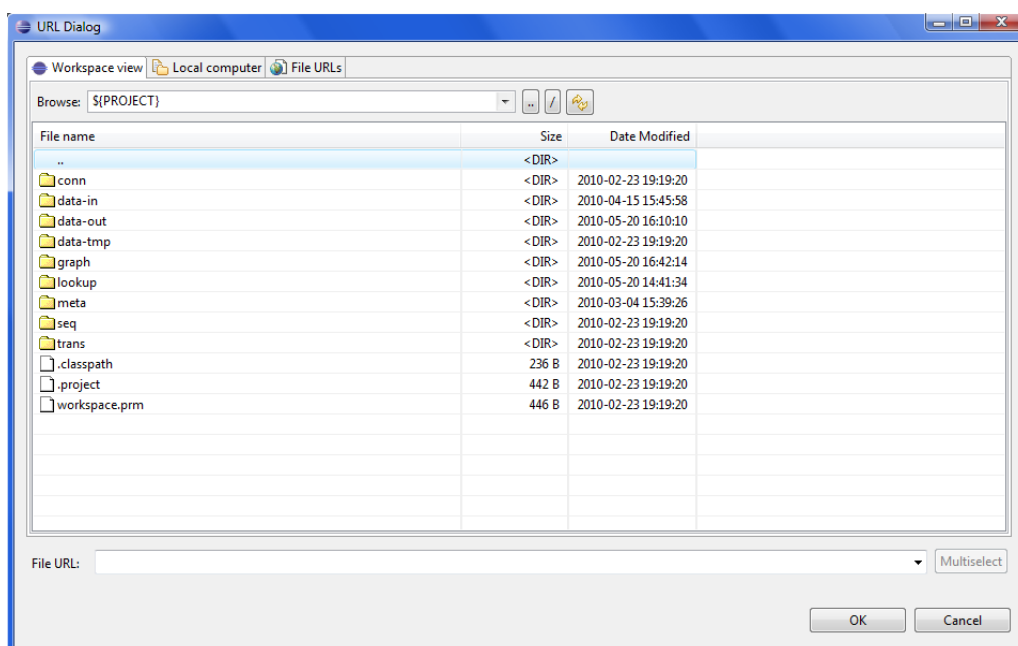 URL Dialog
Workspace view Local computer File URLs
Browse: ${PROJECT} .. /
File name Size Date Modified
.. <DIR>
conn <DIR> 2010-02-23 19:19:20
data-in <DIR> 2010-04-15 15:45:58
data-out <DIR> 2010-05-20 16:10:10
data-tmp <DIR> 2010-02-23 19:19:20
graph <DIR> 2010-05-20 16:42:14
lookup <DIR> 2010-05-20 14:41:34
meta <DIR> 2010-03-04 15:39:26
seq <DIR> 2010-02-23 19:19:20
trans <DIR> 2010-02-23 19:19:20
.classpath 236 B 2010-02-23 19:19:20
.project 442 B 2010-02-23 19:19:20
workspace.prm 446 B 2010-02-23 19:19:20
File URL: Multiselect
OK Cancel